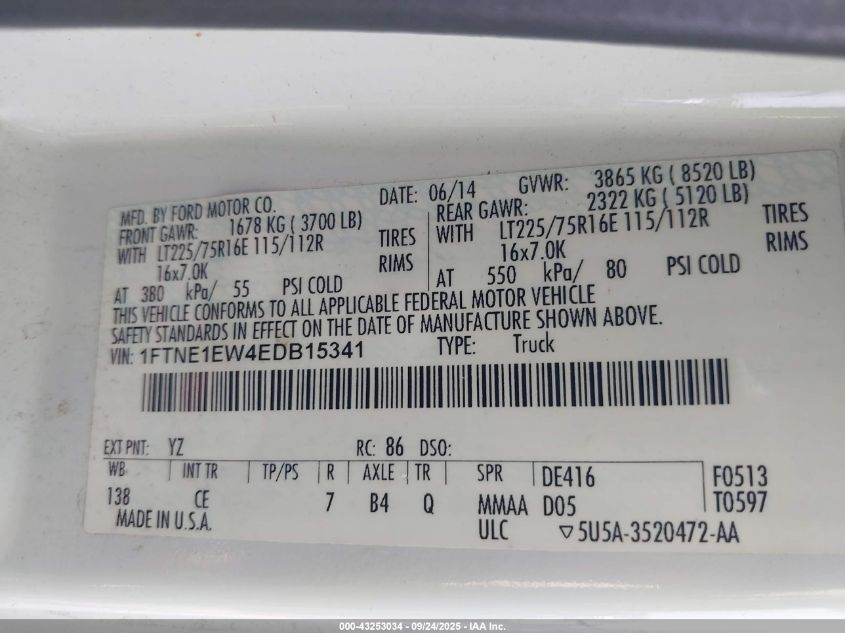 MFD. BY FORD MOTOR CO.
DATE: 06/14 GVWR: 3865 KG ( 8520 LB)
FRONT GAWR: 1678 KG ( 3700 LB) REAR GAWR: 2322 KG ( 5120 LB)
WITH LT225/75R16E 115/112R TIRES WITH LT225/75R16E 115/112R TIRES
16x7.0K RIMS 16x7.0K RIMS
AT 380 kPa/ 55 PSI COLD AT 550 kPa/ 80 PSI COLD
THIS VEHICLE CONFORMS TO ALL APPLICABLE FEDERAL MOTOR VEHICLE
SAFETY STANDARDS IN EFFECT ON THE DATE OF MANUFACTURE SHOWN ABOVE.
VIN: 1FTNE1EW4EDB15341 TYPE: Truck
EXT PNT: YZ RC: 86 DSO:
WB INT TR TP/PS R AXLE TR SPR DE416 F0513
138 CE 7 B4 Q MMAA D05 T0597
MADE IN U.S.A. ULC ▽5U5A-3520472-AA
000-43253034 - 09/24/2025 - IAA Inc.